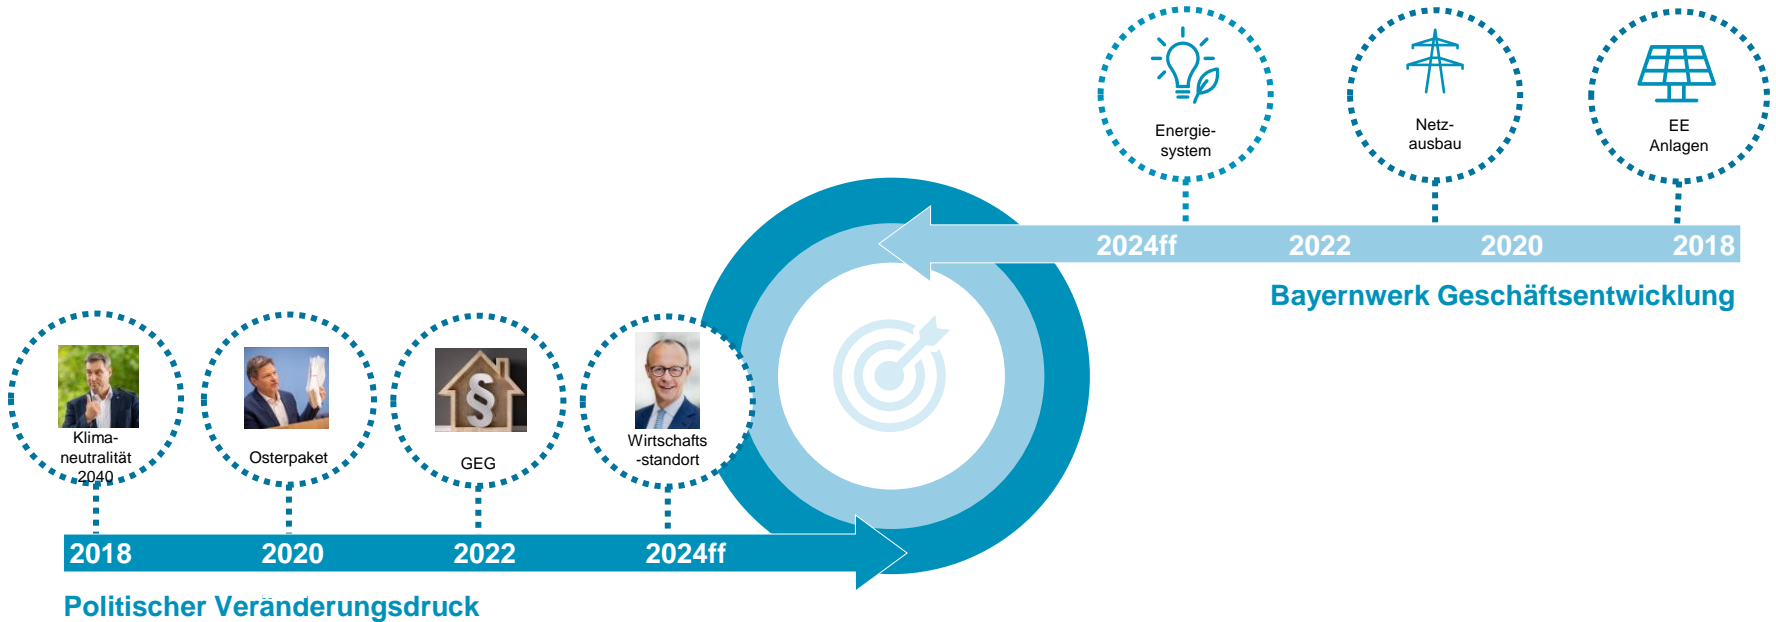 Energie-
system
Netz-
ausbau
EE
Anlagen
2024ff
2022
2020
2018
Bayernwerk Geschäftsentwicklung
Klima-
neutralität
2040
Osterpaket
§
GEG
Wirtschafts
-standort
2018
2020
2022
2024ff
Politischer Veränderungsdruck